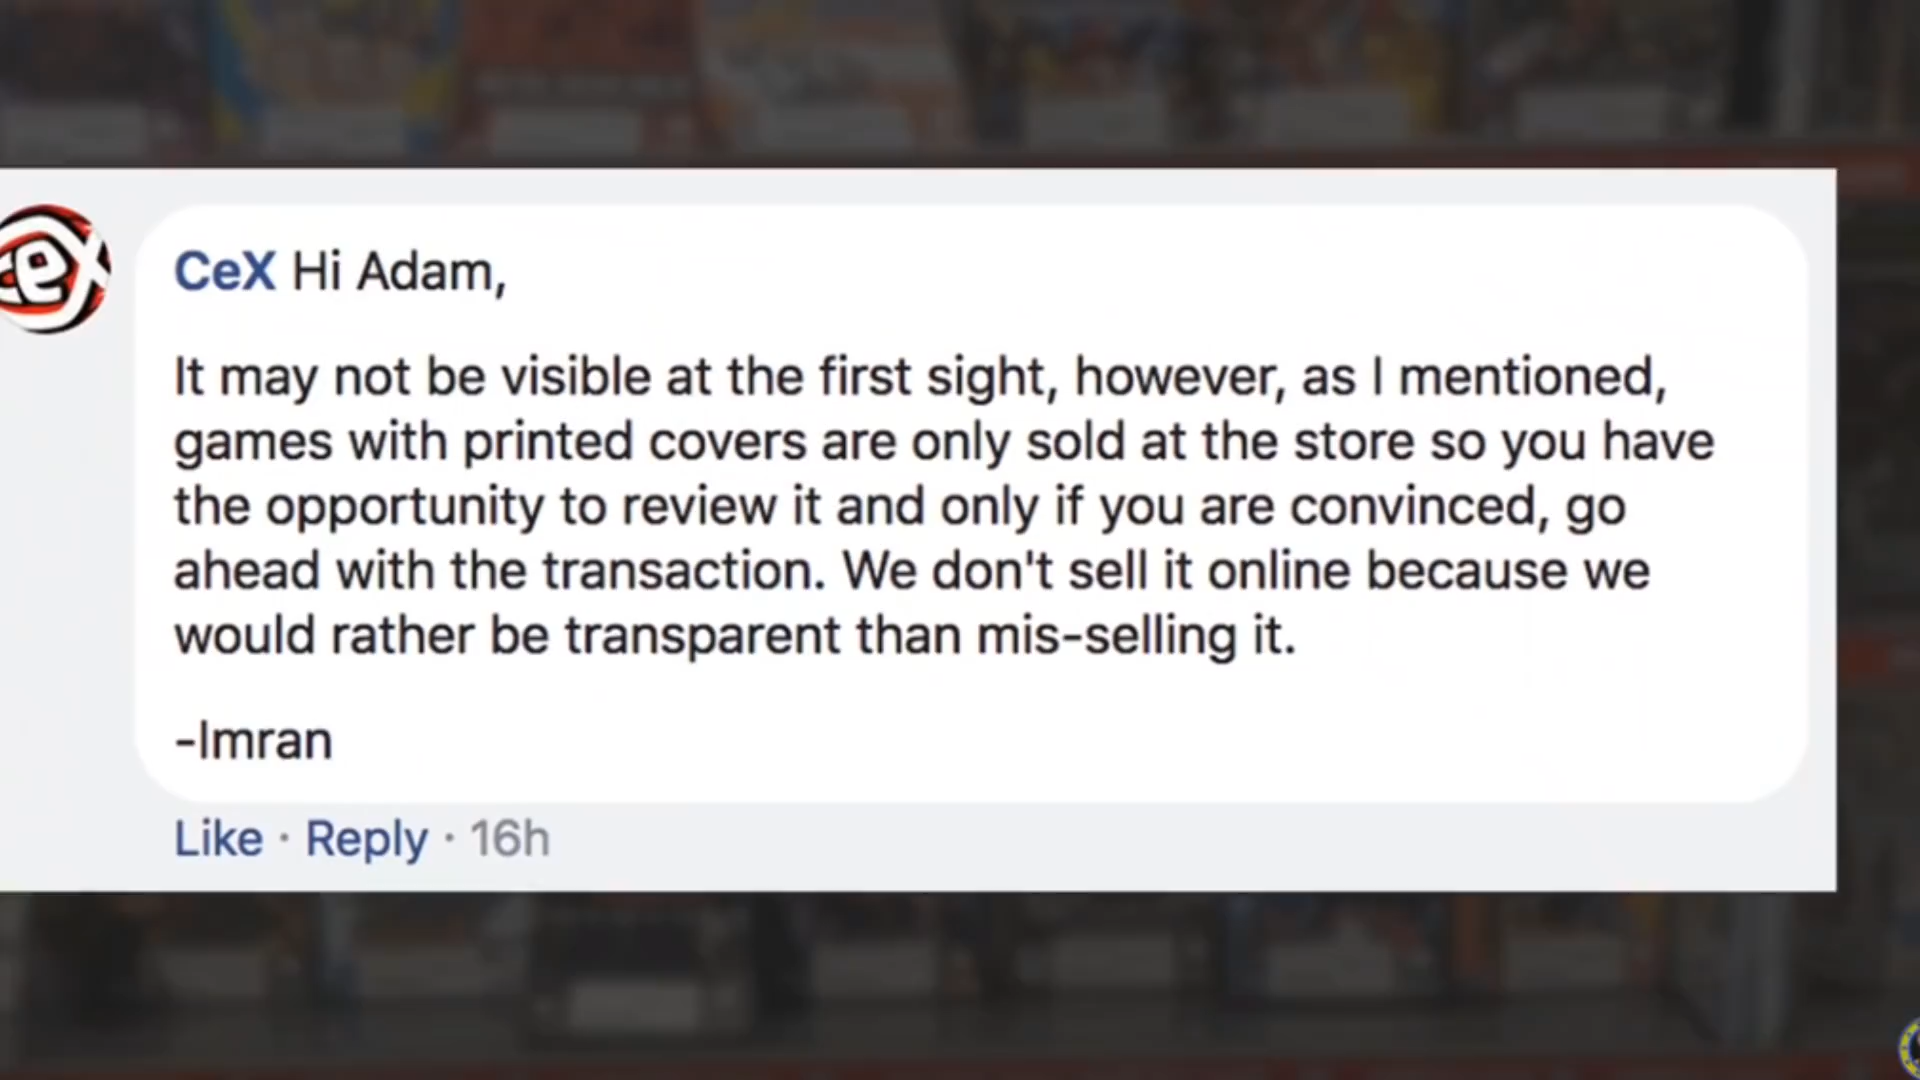 cex
CeX Hi Adam,
It may not be visible at the first sight, however, as I mentioned,
games with printed covers are only sold at the store so you have
the opportunity to review it and only if you are convinced, go
ahead with the transaction. We don't sell it online because we
would rather be transparent than mis-selling it.
-Imran
Like · Reply · 16h